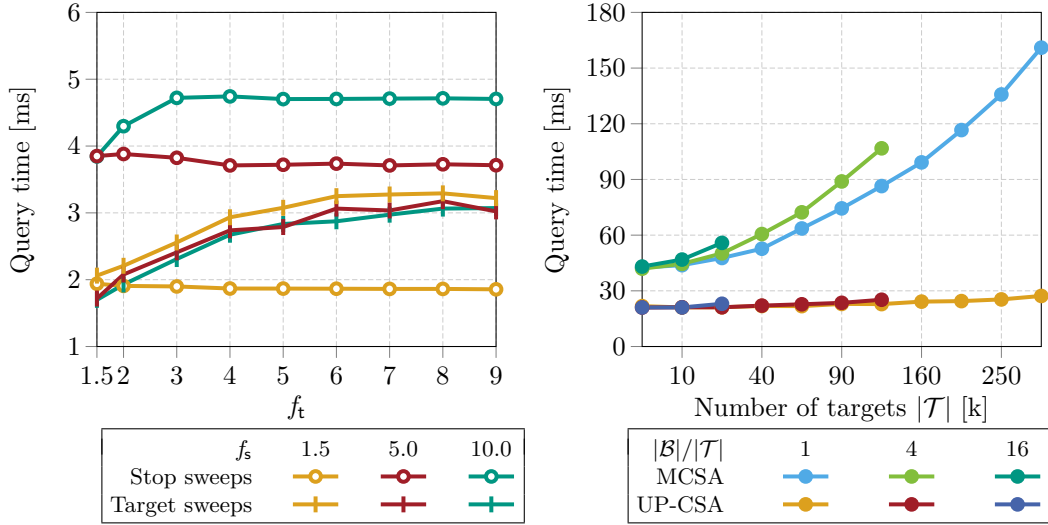 6
5
4
3
2
1
Query time [ms]
1.5 2 3 4 5 6 7 8 9
f_t
f_s 1.5 5.0 10.0
Stop sweeps
Target sweeps
180
150
120
90
60
30
0
Query time [ms]
10 40 90 160 250
Number of targets |𝒯| [k]
|ℬ|/|𝒯| 1 4 16
MCSA
UP-CSA